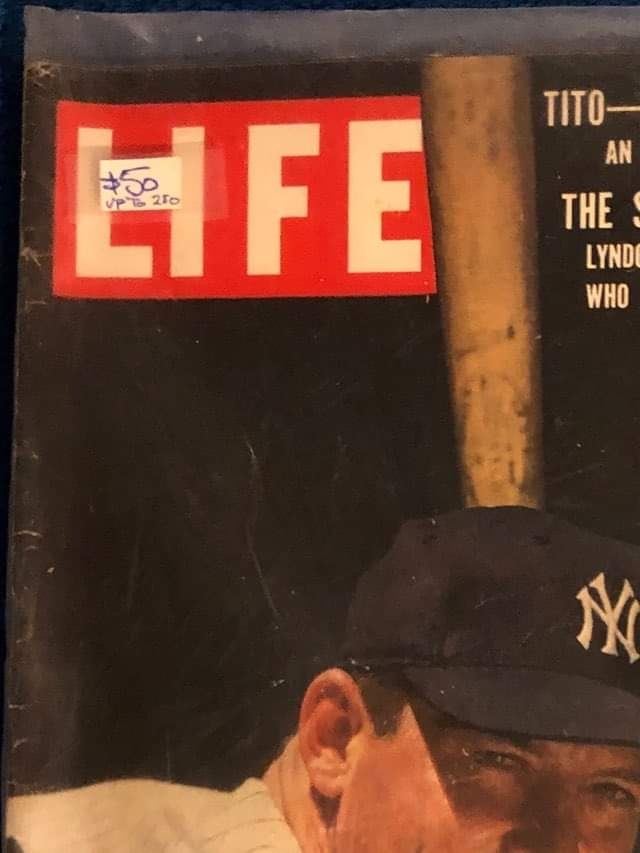 LIFE
$50
UP TO 250
TITO—
AN
THE S
LYNDO
WHO
NY